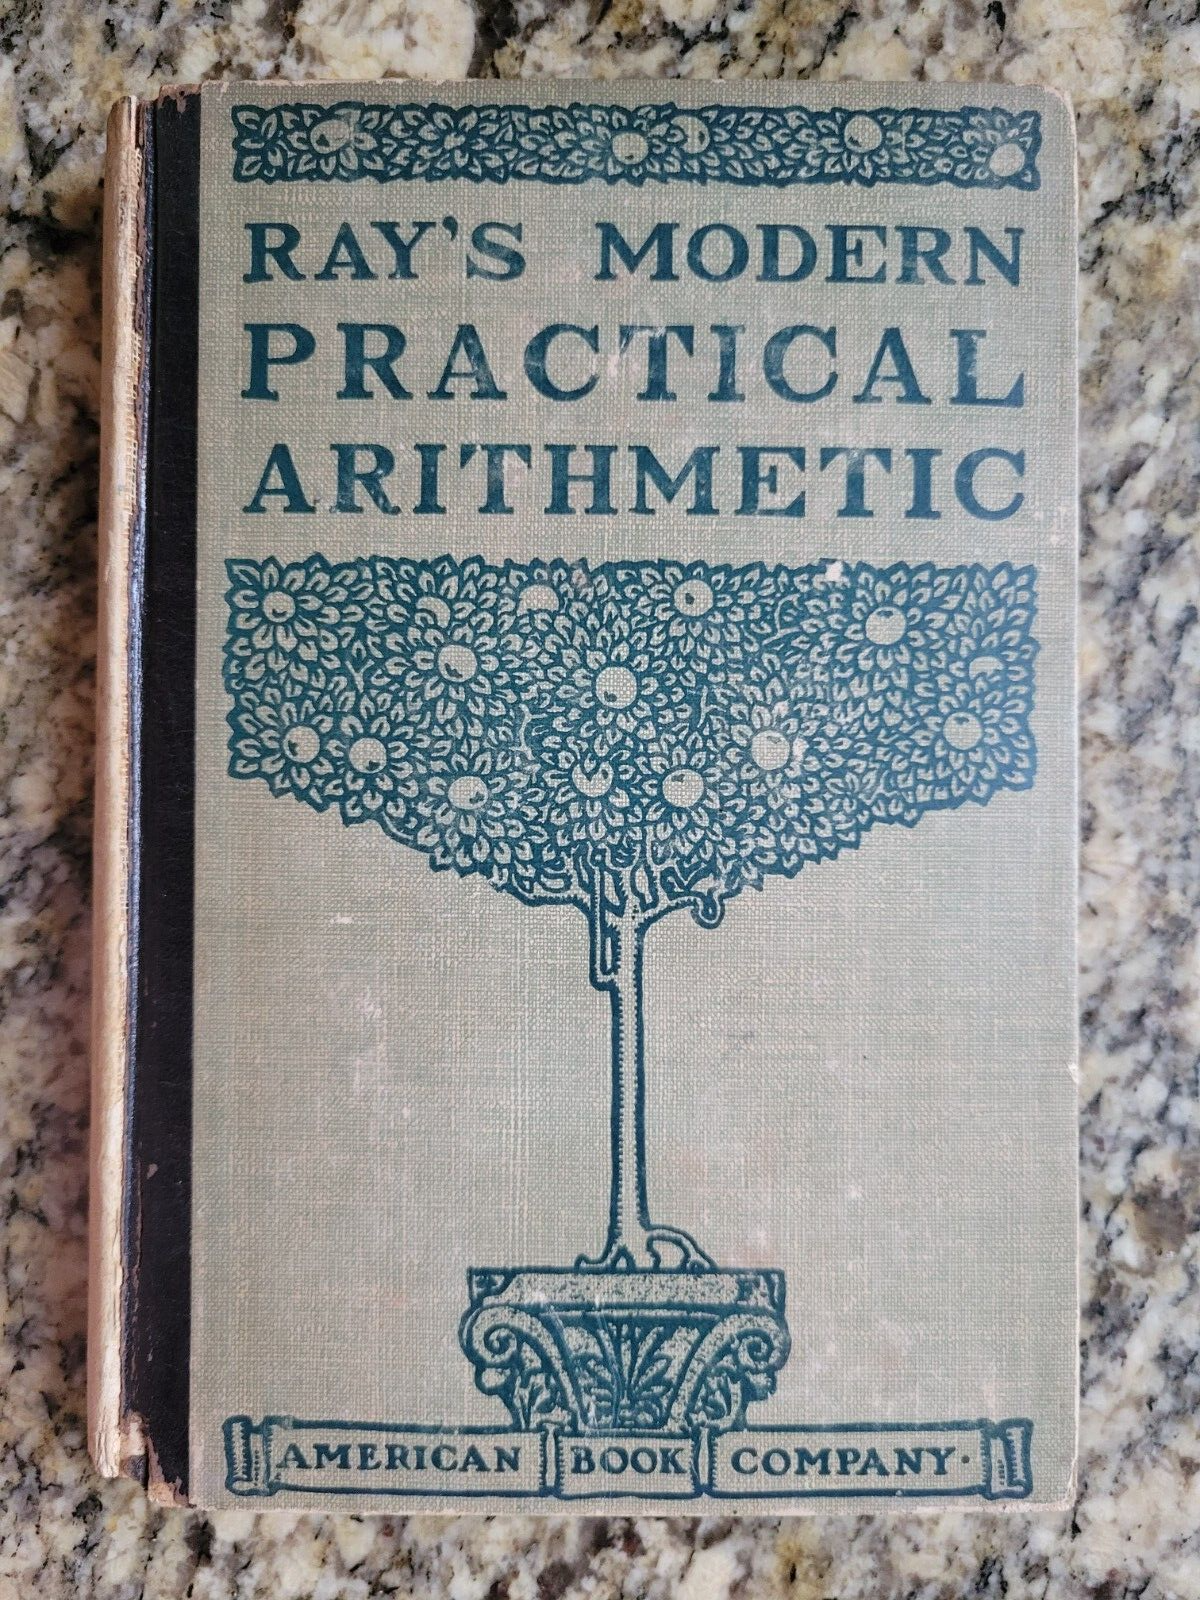 RAY'S MODERN
PRACTICAL
ARITHMETIC
AMERICAN BOOK COMPANY.